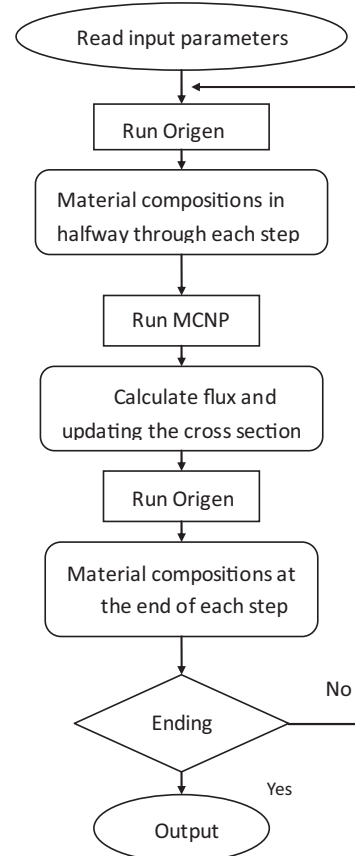 Read input parameters
Run Origen
Material compositions in
halfway through each step
Run MCNP
Calculate flux and
updating the cross section
Run Origen
Material compositions at
the end of each step
No
Ending
Yes
Output